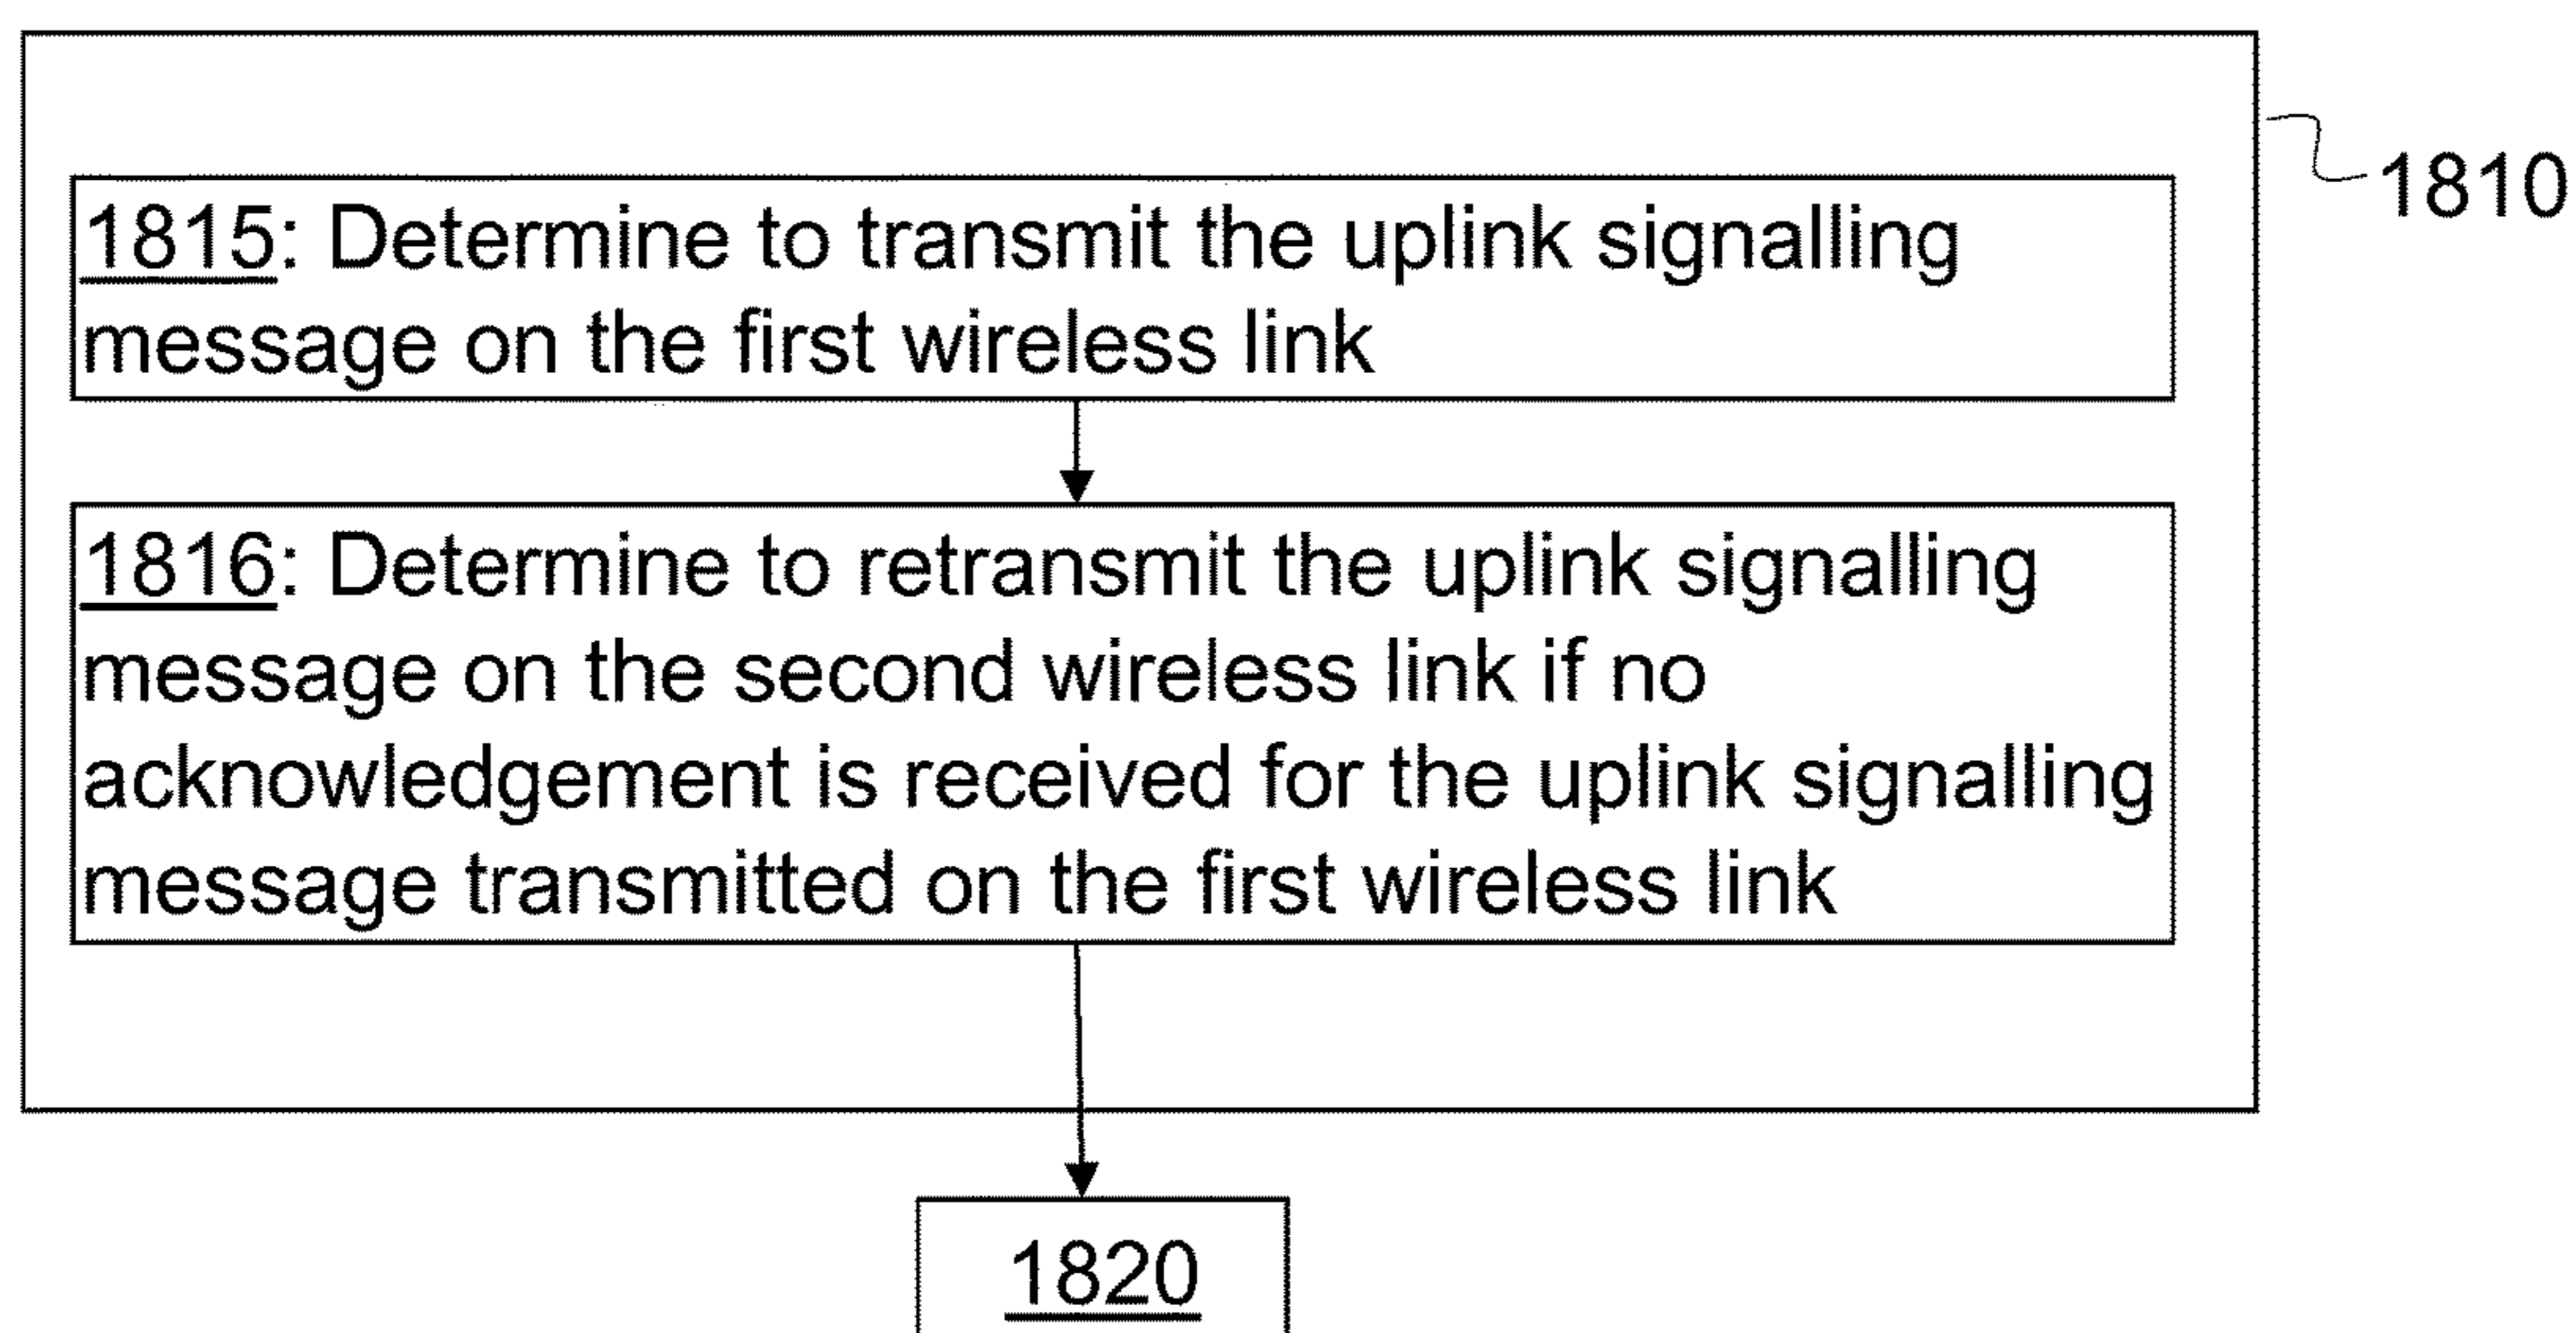 1810
1815: Determine to transmit the uplink signalling
message on the first wireless link
1816: Determine to retransmit the uplink signalling
message on the second wireless link if no
acknowledgement is received for the uplink signalling
message transmitted on the first wireless link
1820